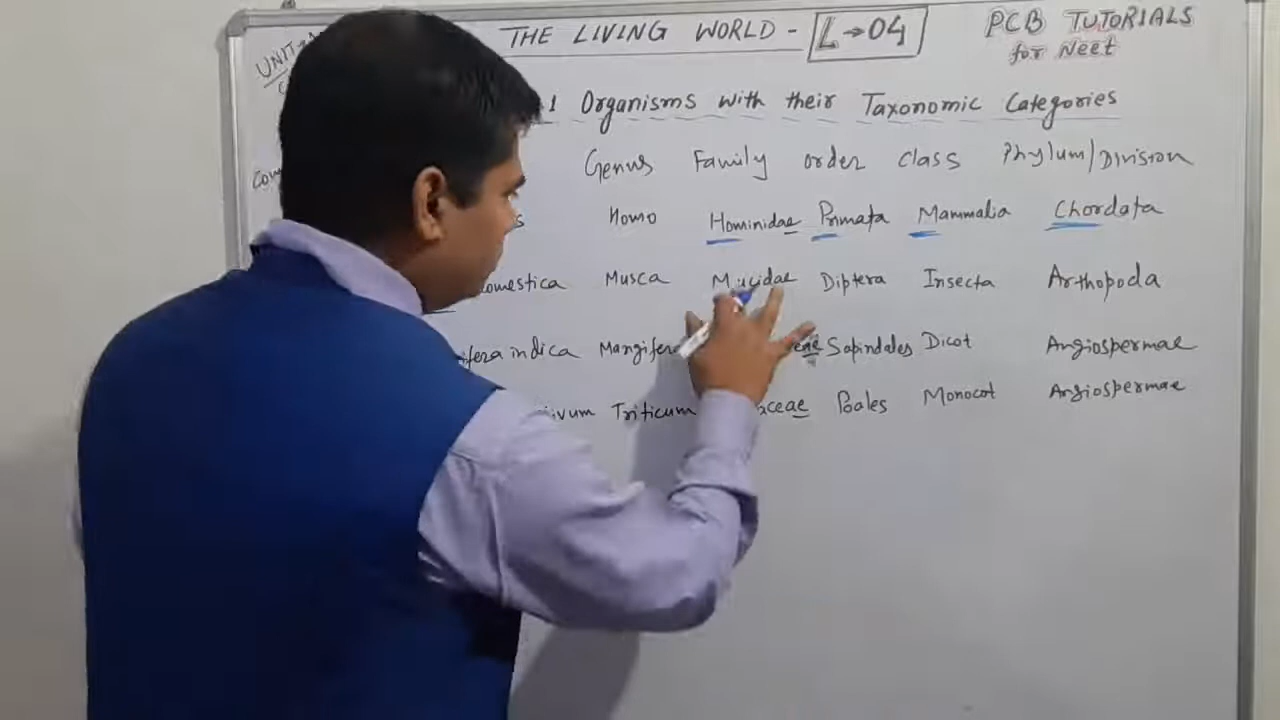 THE LIVING WORLD - L→04
PCB TUTORIALS
for Neet
1 Organisms with their Taxonomic Categories
Genus Family order class Phylum/Division
Homo Hominidae Primata Mammalia Chordata
omestica Musca Mucidae Diptera Insecta Arthopoda
ifera indica Mangifera eae Sapindales Dicot Angiospermae
ivum Triticum aceae Poales Monocot Angiospermae